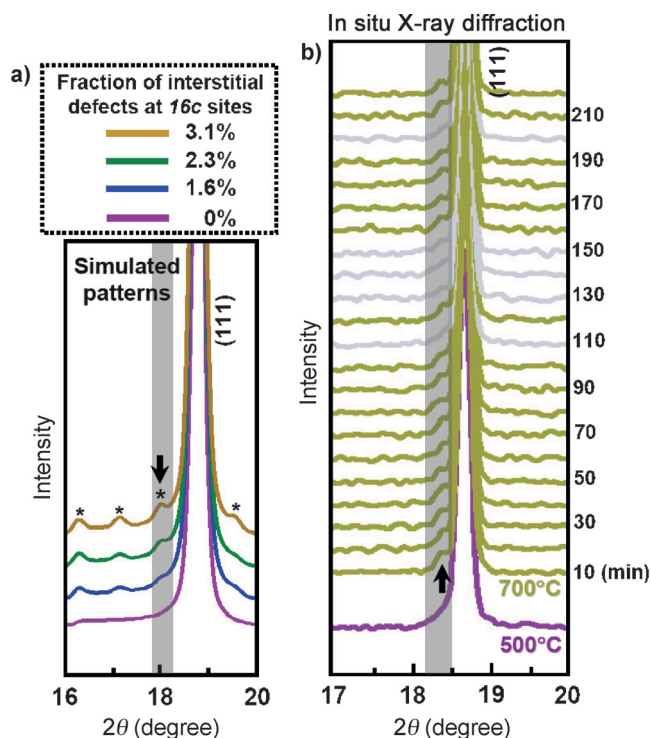 In situ X-ray diffraction
a)
b)
Fraction of interstitial
defects at 16c sites
3.1%
2.3%
1.6%
0%
Simulated
patterns
(111)
Intensity
*
*
*
*
16
18
20
2θ (degree)
(111)
Intensity
210
190
170
150
130
110
90
70
50
30
10 (min)
700°C
500°C
17
18
19
20
2θ (degree)